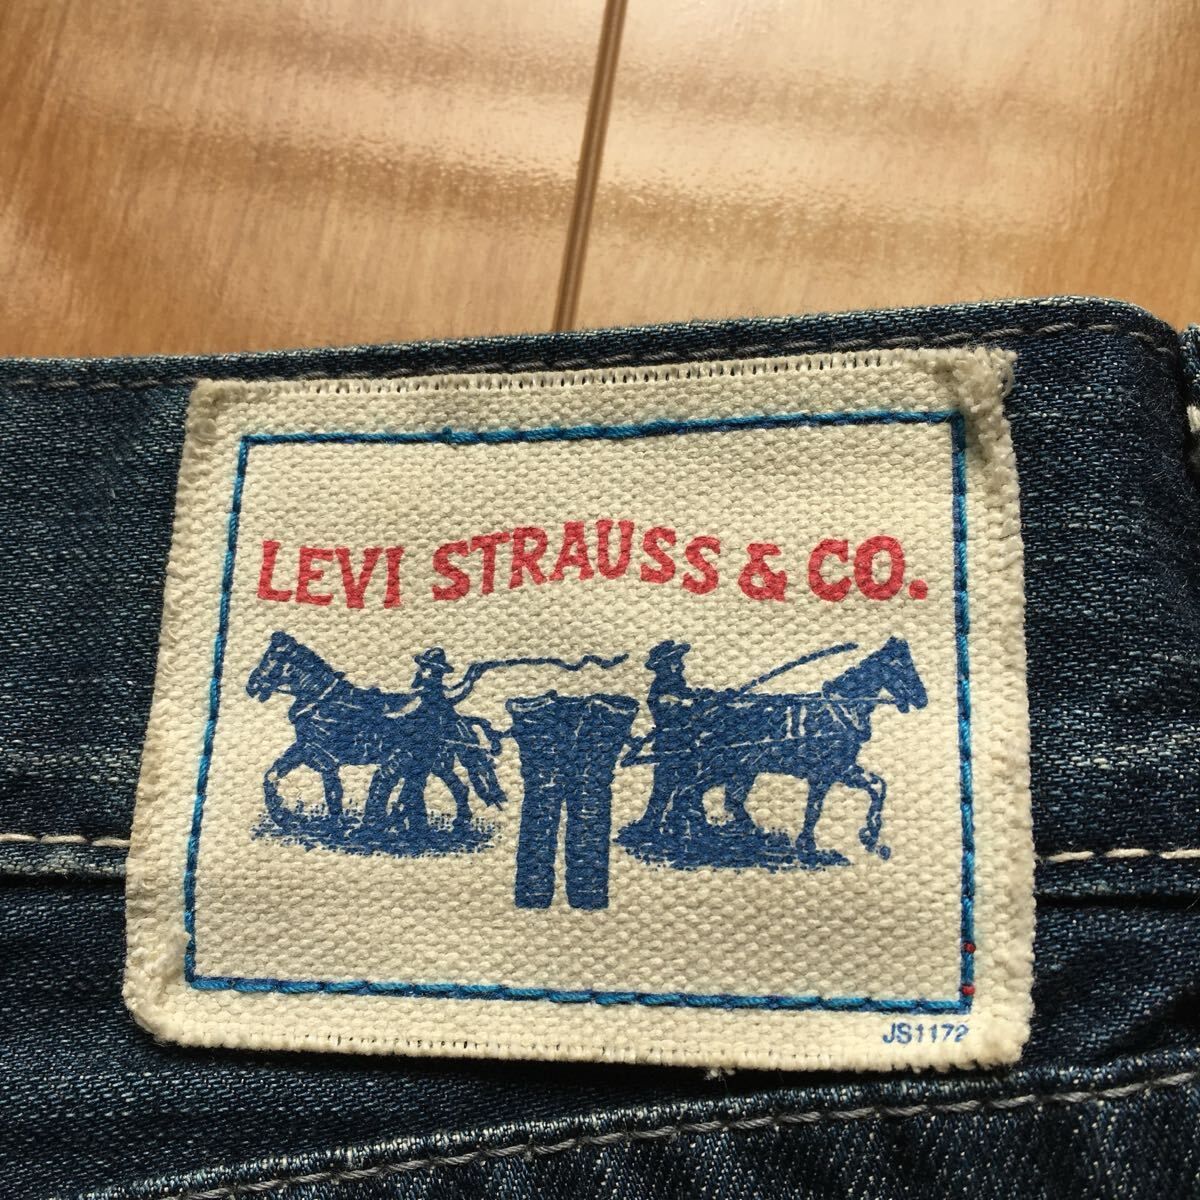 LEVI STRAUSS & CO.
JS1172